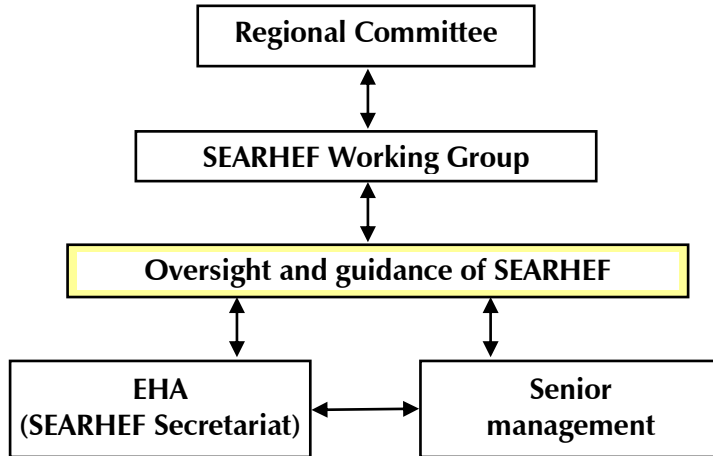 Regional Committee
SEARHEF Working Group
Oversight and guidance of SEARHEF
EHA
(SEARHEF Secretariat)
Senior
management